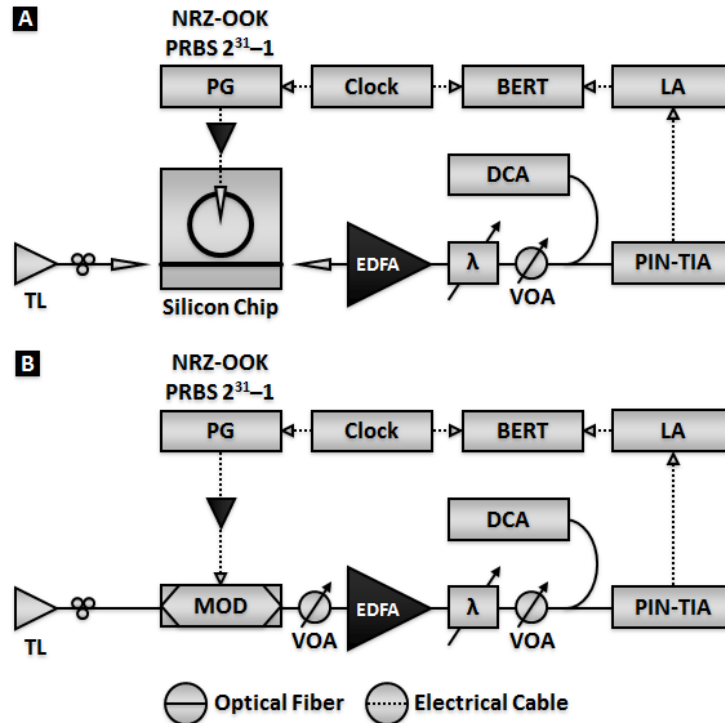 A
NRZ-OOK
PRBS 2³¹–1
PG
Clock
BERT
LA
DCA
TL
EDFA
λ
VOA
PIN-TIA
Silicon Chip
B
NRZ-OOK
PRBS 2³¹–1
PG
Clock
BERT
LA
DCA
TL
MOD
VOA
EDFA
λ
VOA
PIN-TIA
Optical Fiber
Electrical Cable